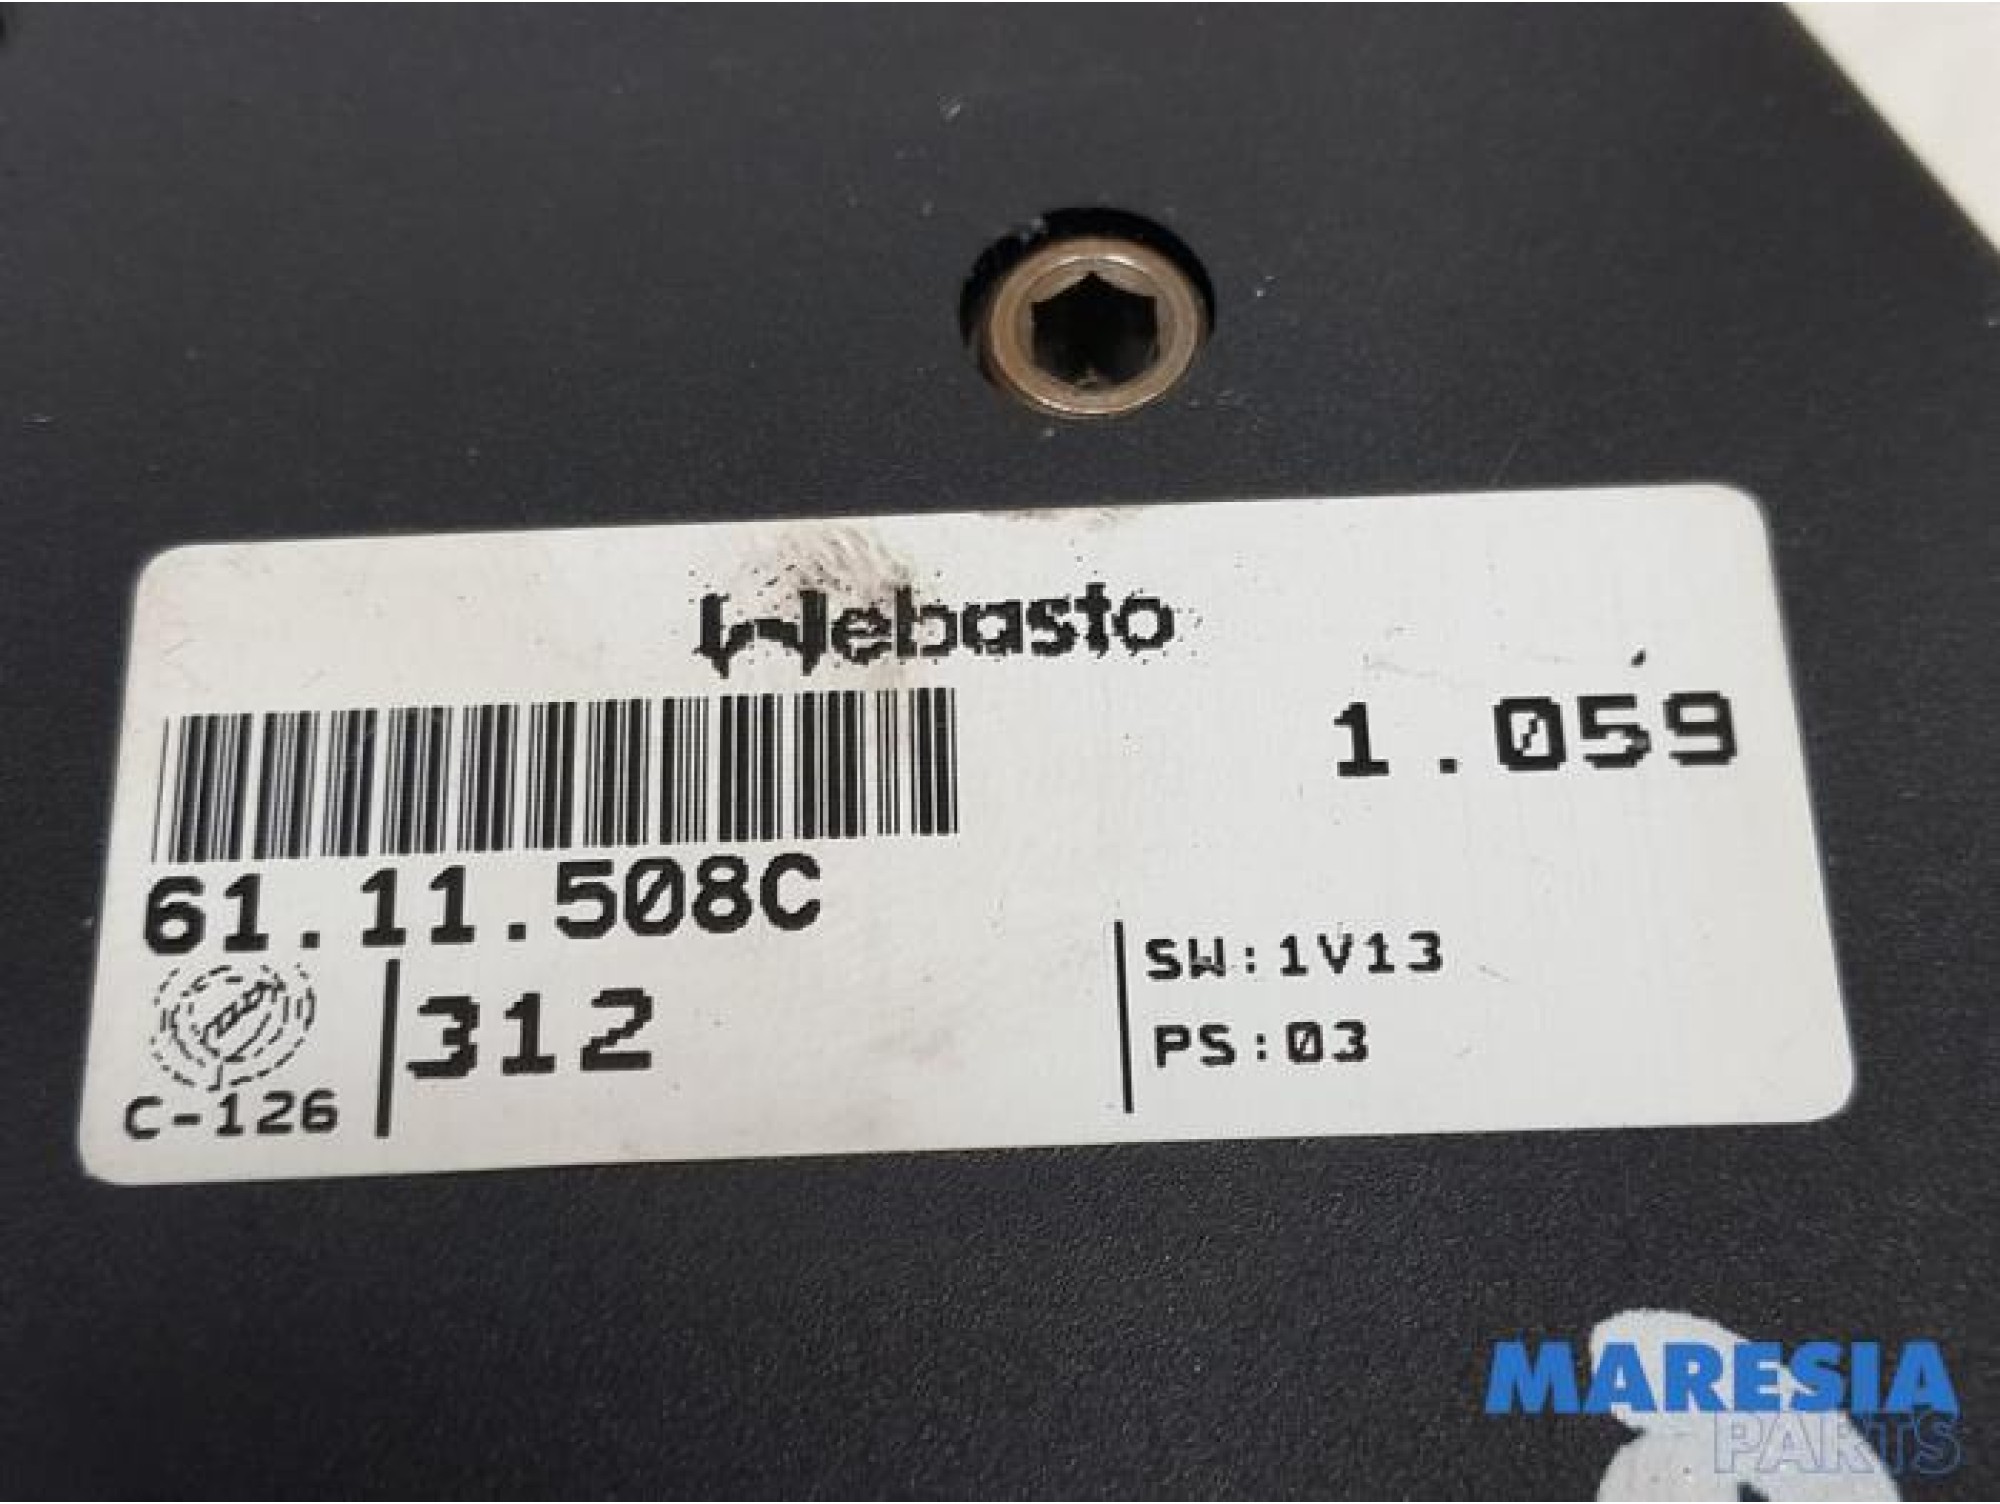 Webasto
1.059
61.11.508C
312
SW:1V13
PS:03
C-126
MARESIA
PARTS